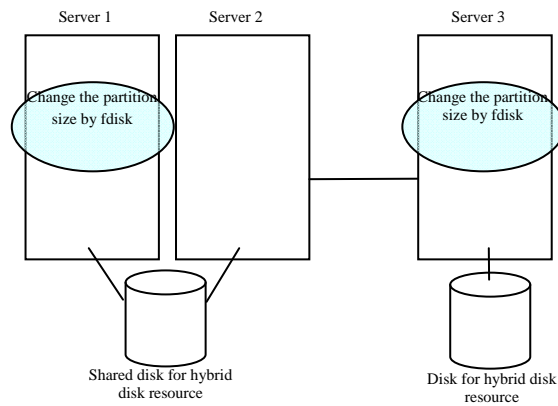 Server 1
Server 2
Server 3
Change the partition
size by fdisk
Change the partition
size by fdisk
Shared disk for hybrid
disk resource
Disk for hybrid disk
resource